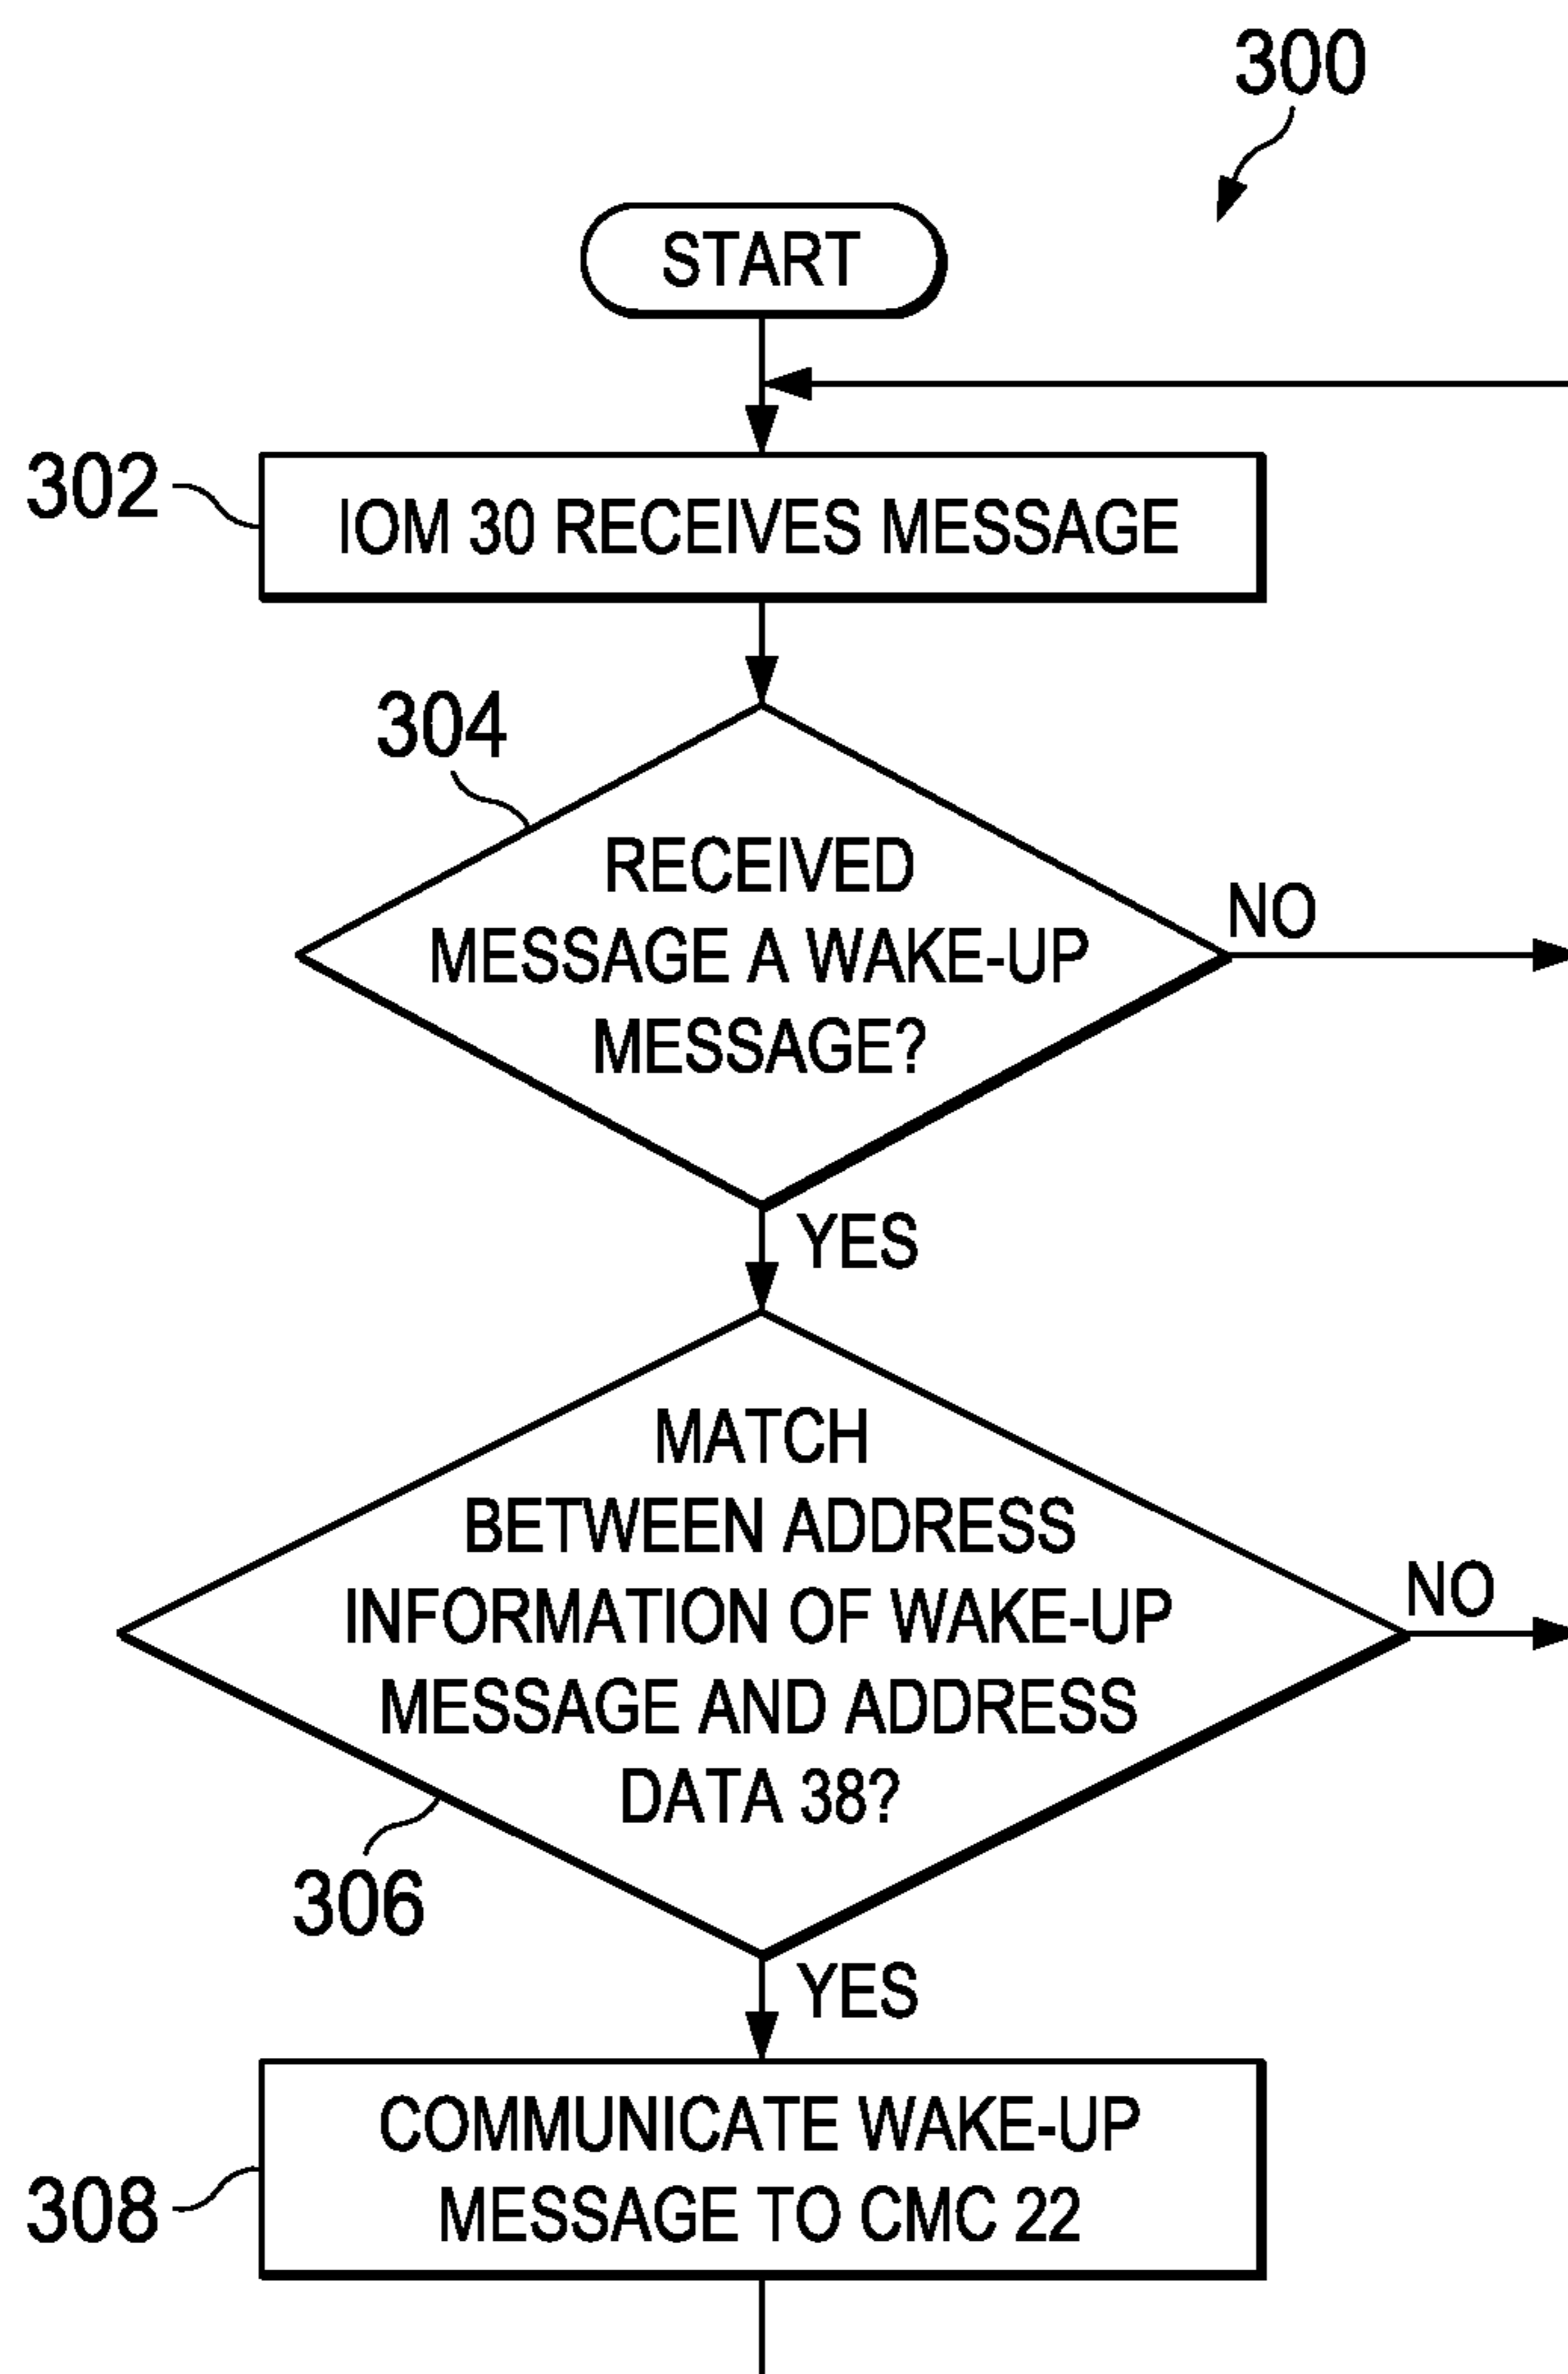 300
START
302
IOM 30 RECEIVES MESSAGE
304
RECEIVED
MESSAGE A WAKE-UP
MESSAGE?
NO
YES
MATCH
BETWEEN ADDRESS
INFORMATION OF WAKE-UP
MESSAGE AND ADDRESS
DATA 38?
NO
306
YES
COMMUNICATE WAKE-UP
MESSAGE TO CMC 22
308